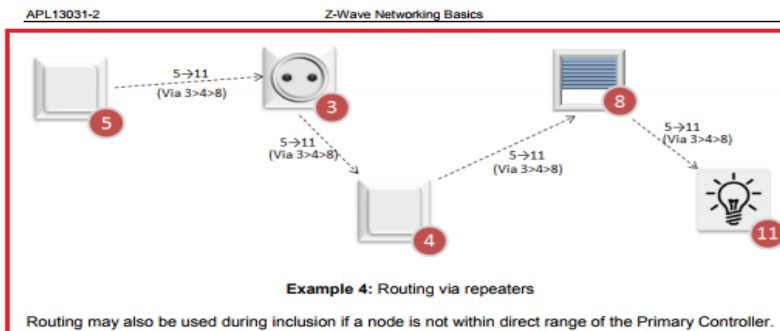 APL13031-2 Z-Wave Networking Basics
5→11
(Via 3>4>8)
5
3
5→11
(Via 3>4>8)
4
5→11
(Via 3>4>8)
8
5→11
(Via 3>4>8)
11
Example 4: Routing via repeaters
Routing may also be used during inclusion if a node is not within direct range of the Primary Controller.